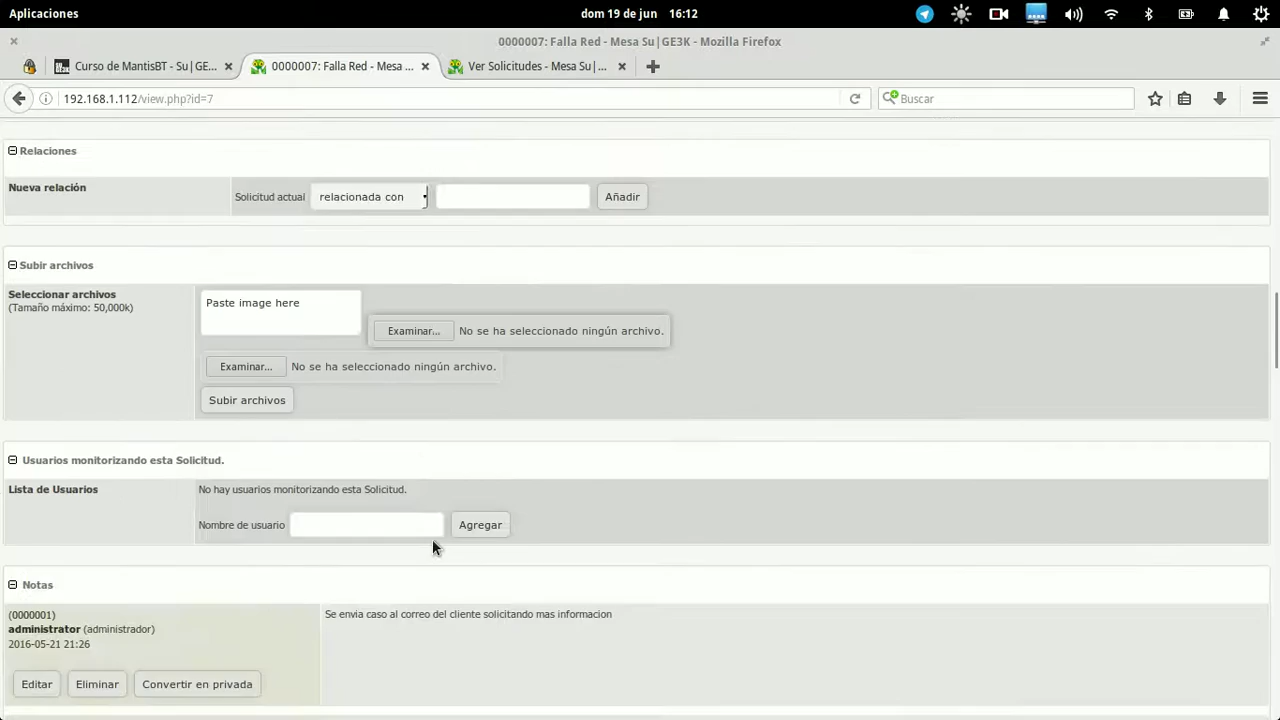 Aplicaciones
dom 19 de jun 16:12
0000007: Falla Red - Mesa Su|GE3K - Mozilla Firefox
Curso de MantisBT - Su|GE...
0000007: Falla Red - Mesa ...
Ver Solicitudes - Mesa Su|...
192.168.1.112/view.php?id=7
Buscar
Relaciones
Nueva relación
Solicitud actual relacionada con Añadir
Subir archivos
Seleccionar archivos
(Tamaño máximo: 50,000k)
Paste image here
Examinar... No se ha seleccionado ningún archivo.
Examinar... No se ha seleccionado ningún archivo.
Subir archivos
Usuarios monitorizando esta Solicitud.
Lista de Usuarios
No hay usuarios monitorizando esta Solicitud.
Nombre de usuario Agregar
Notas
(0000001)
administrator (administrador)
2016-05-21 21:26
Se envia caso al correo del cliente solicitando mas informacion
Editar Eliminar Convertir en privada